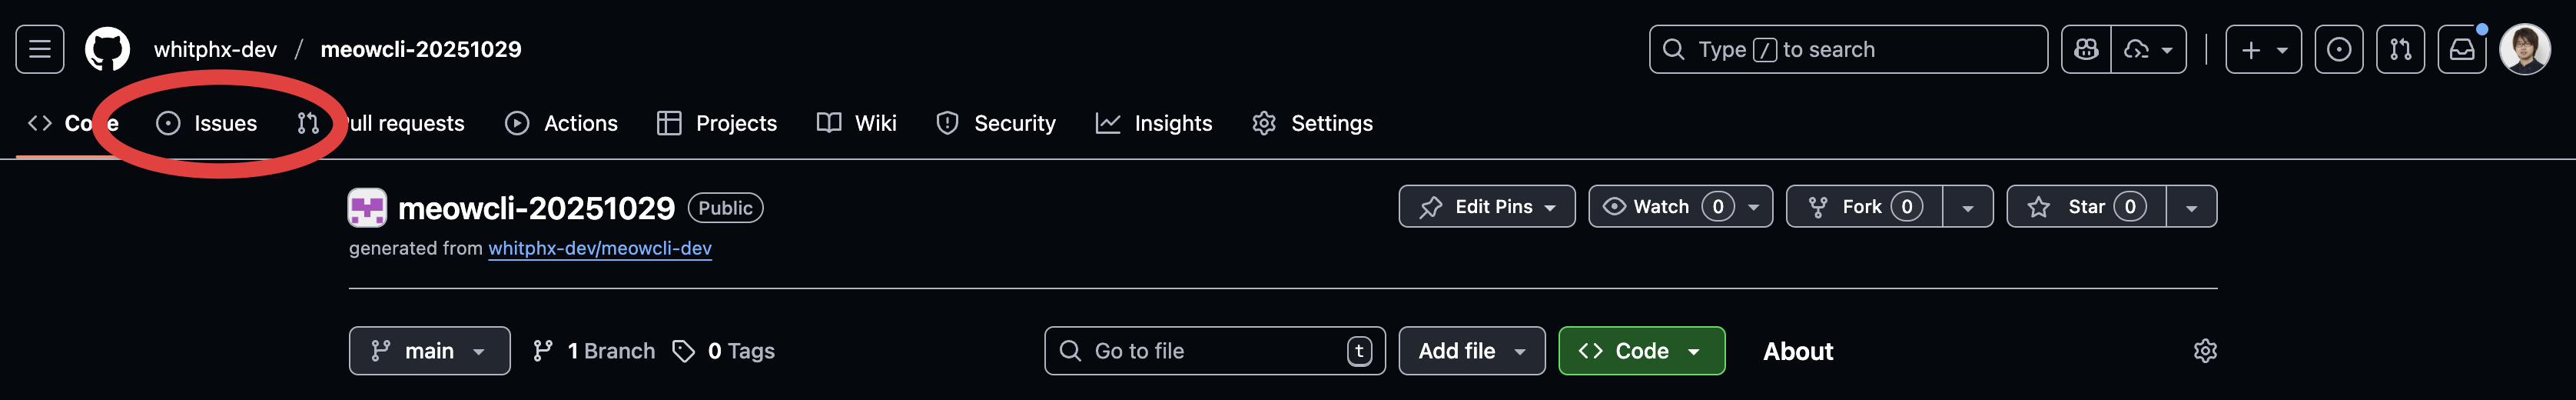 whitphx-dev / meowcli-20251029 Type / to search
Code Issues Pull requests Actions Projects Wiki Security Insights Settings
meowcli-20251029 Public Edit Pins Watch 0 Fork 0 Star 0
generated from whitphx-dev/meowcli-dev
main 1 Branch 0 Tags Go to file t Add file Code About